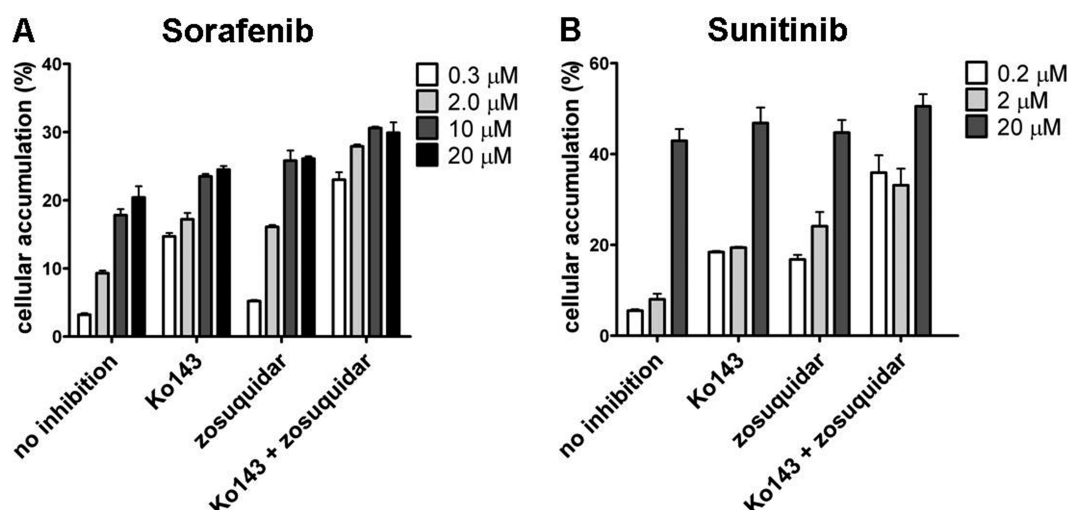 A Sorafenib
cellular accumulation (%)
40
30
20
10
0
0.3 μM
2.0 μM
10 μM
20 μM
no inhibition
Ko143
zosuquidar
Ko143 + zosuquidar
B Sunitinib
cellular accumulation (%)
60
40
20
0
0.2 μM
2 μM
20 μM
no inhibition
Ko143
zosuquidar
Ko143 + zosuquidar